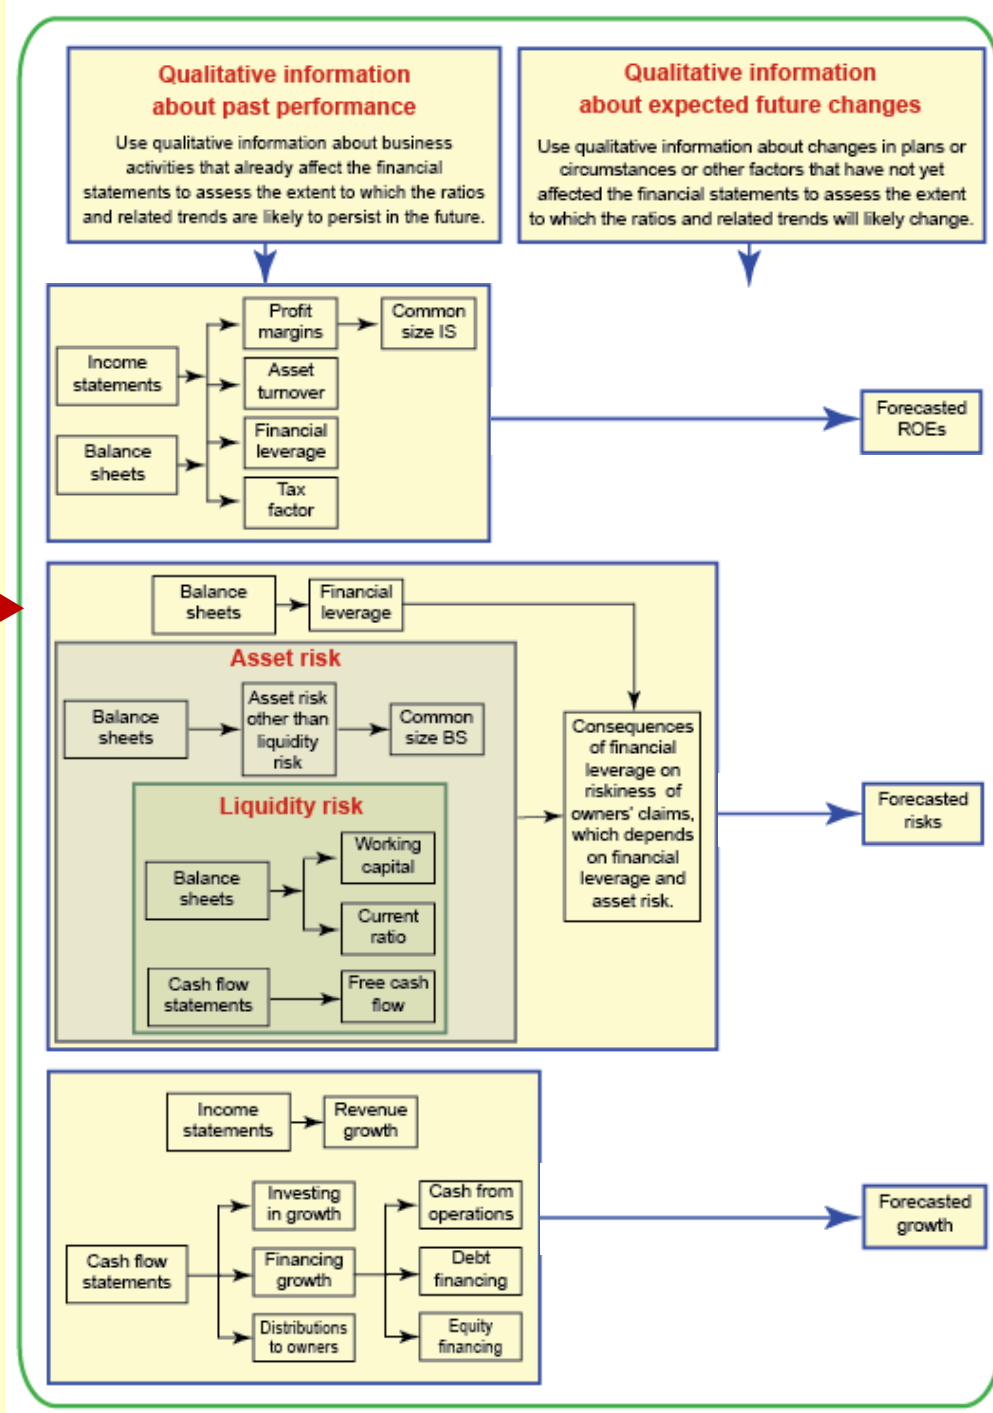 Qualitative information
about past performance
Use qualitative information about business
activities that already affect the financial
statements to assess the extent to which the ratios
and related trends are likely to persist in the future.
Qualitative information
about expected future changes
Use qualitative information about changes in plans or
circumstances or other factors that have not yet
affected the financial statements to assess the extent
to which the ratios and related trends will likely change.
Income
statements
Balance
sheets
Profit
margins
Common
size IS
Asset
turnover
Financial
leverage
Tax
factor
Forecasted
ROEs
Balance
sheets
Financial
leverage
Asset risk
Balance
sheets
Asset risk
other than
liquidity
risk
Common
size BS
Liquidity risk
Balance
sheets
Working
capital
Current
ratio
Cash flow
statements
Free cash
flow
Consequences
of financial
leverage on
riskiness of
owners' claims,
which depends
on financial
leverage and
asset risk.
Forecasted
risks
Income
statements
Revenue
growth
Cash flow
statements
Investing
in growth
Financing
growth
Distributions
to owners
Cash from
operations
Debt
financing
Equity
financing
Forecasted
growth